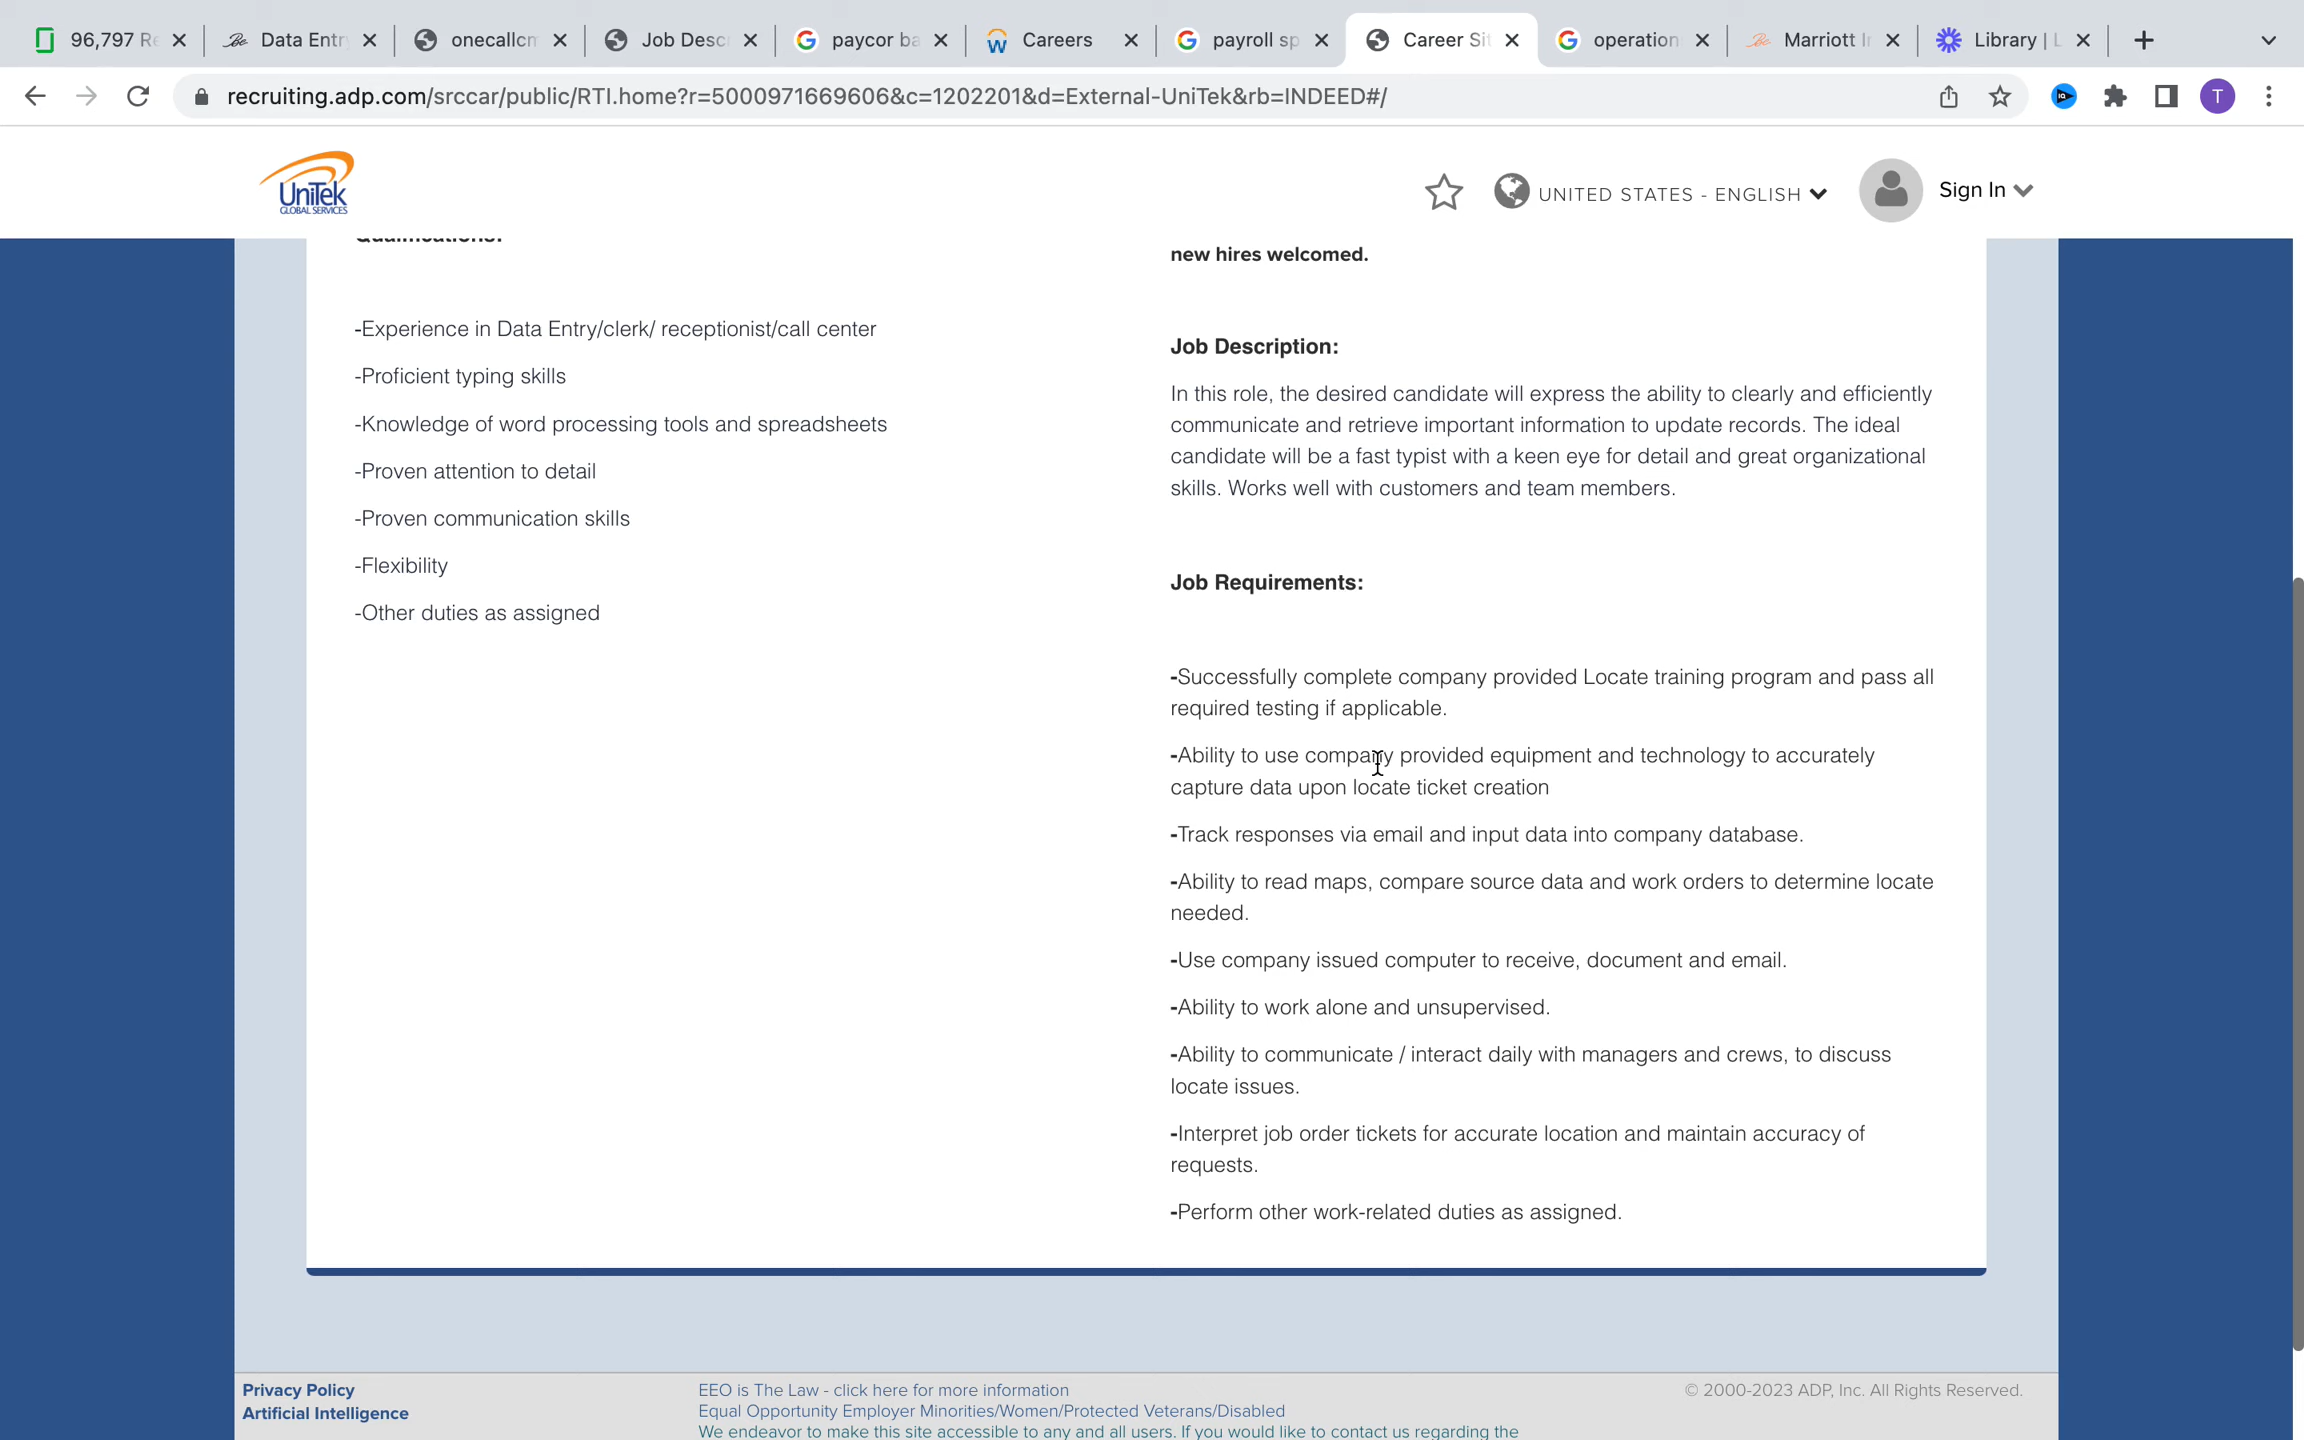 96,797 Re
Data Entr
onecallcm
Job Desc
paycor ba
Careers
payroll sp
Career Sit
operation
Marriott In
Library | L
recruiting.adp.com/srccar/public/RTI.home?r=5000971669606&c=1202201&d=External-UniTek&rb=INDEED#/
T
UniTek
GLOBAL SERVICES
UNITED STATES - ENGLISH
Sign In
Qualifications:
-Experience in Data Entry/clerk/ receptionist/call center
-Proficient typing skills
-Knowledge of word processing tools and spreadsheets
-Proven attention to detail
-Proven communication skills
-Flexibility
-Other duties as assigned
new hires welcomed.
Job Description:
In this role, the desired candidate will express the ability to clearly and efficiently
communicate and retrieve important information to update records. The ideal
candidate will be a fast typist with a keen eye for detail and great organizational
skills. Works well with customers and team members.
Job Requirements:
-Successfully complete company provided Locate training program and pass all
required testing if applicable.
-Ability to use company provided equipment and technology to accurately
capture data upon locate ticket creation
-Track responses via email and input data into company database.
-Ability to read maps, compare source data and work orders to determine locate
needed.
-Use company issued computer to receive, document and email.
-Ability to work alone and unsupervised.
-Ability to communicate / interact daily with managers and crews, to discuss
locate issues.
-Interpret job order tickets for accurate location and maintain accuracy of
requests.
-Perform other work-related duties as assigned.
Privacy Policy
Artificial Intelligence
EEO is The Law - click here for more information
Equal Opportunity Employer Minorities/Women/Protected Veterans/Disabled
We endeavor to make this site accessible to any and all users. If you would like to contact us regarding the
© 2000-2023 ADP, Inc. All Rights Reserved.